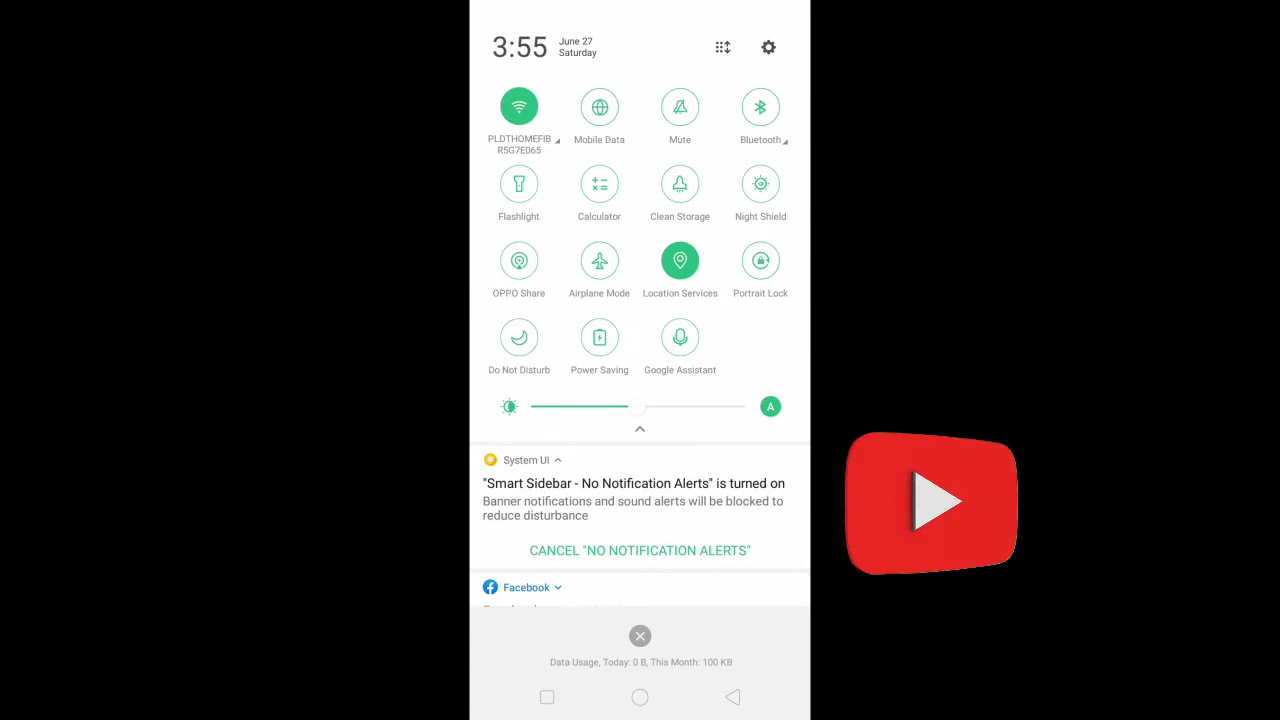 3:55
June 27
Saturday
PLDTHOMEFIB
R5G7E065
Mobile Data
Mute
Bluetooth
Flashlight
Calculator
Clean Storage
Night Shield
OPPO Share
Airplane Mode
Location Services
Portrait Lock
Do Not Disturb
Power Saving
Google Assistant
A
System UI
"Smart Sidebar - No Notification Alerts" is turned on
Banner notifications and sound alerts will be blocked to
reduce disturbance
CANCEL "NO NOTIFICATION ALERTS"
Facebook
Data Usage, Today: 0 B, This Month: 100 KB